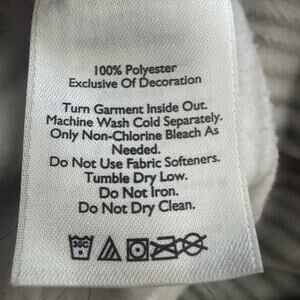 100% Polyester
Exclusive Of Decoration
Turn Garment Inside Out.
Machine Wash Cold Separately.
Only Non-Chlorine Bleach As
Needed.
Do Not Use Fabric Softeners.
Tumble Dry Low.
Do Not Iron.
Do Not Dry Clean.
30C